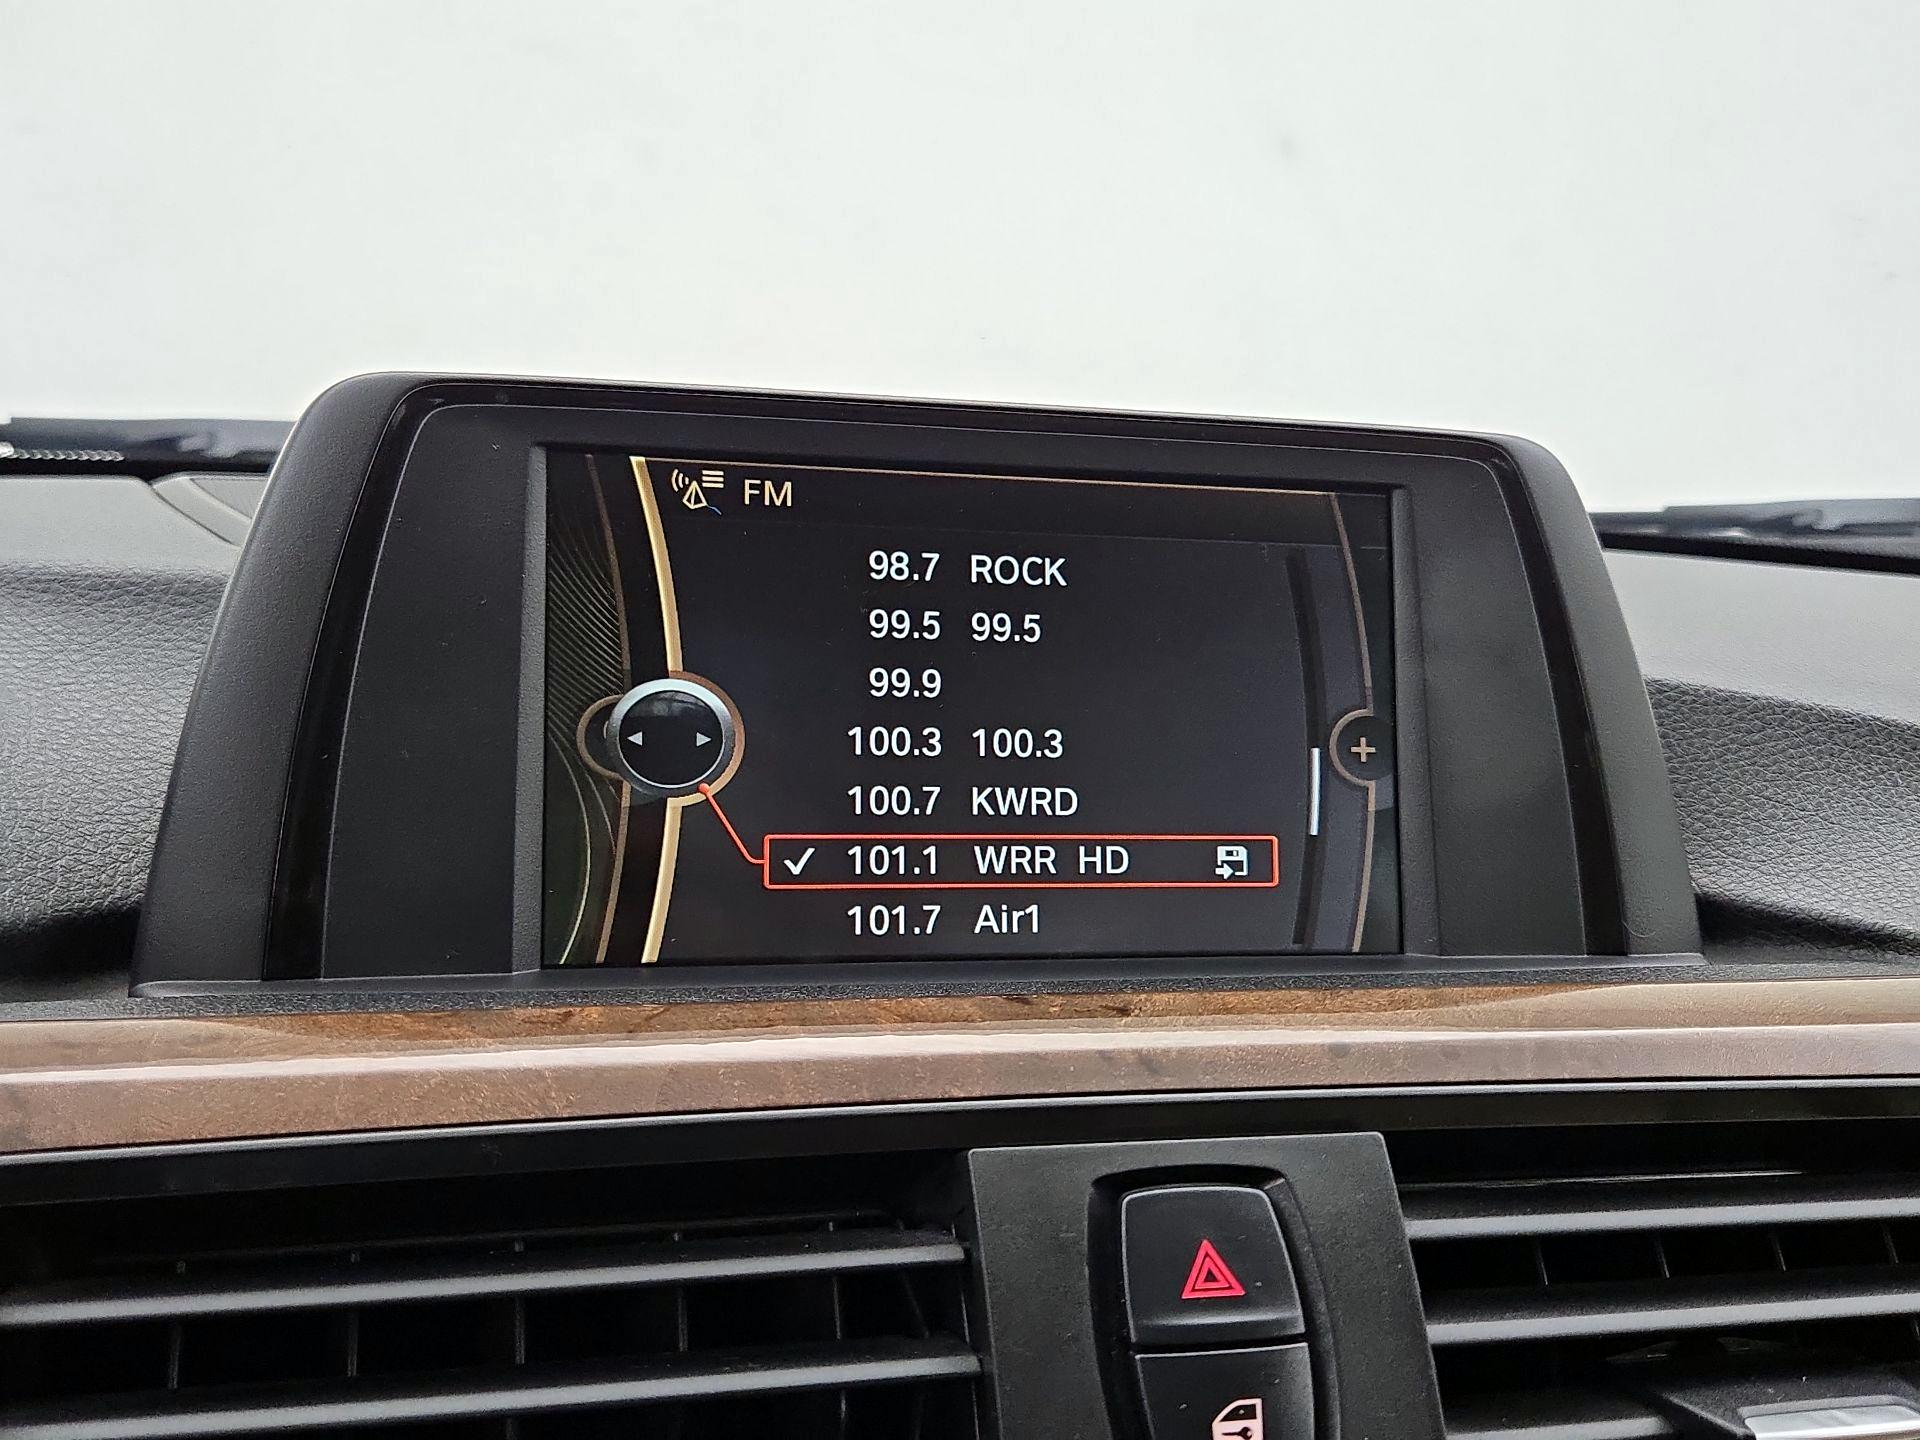 FM
98.7 ROCK
99.5 99.5
99.9
100.3 100.3
100.7 KWRD
101.1 WRR HD
101.7 Air1